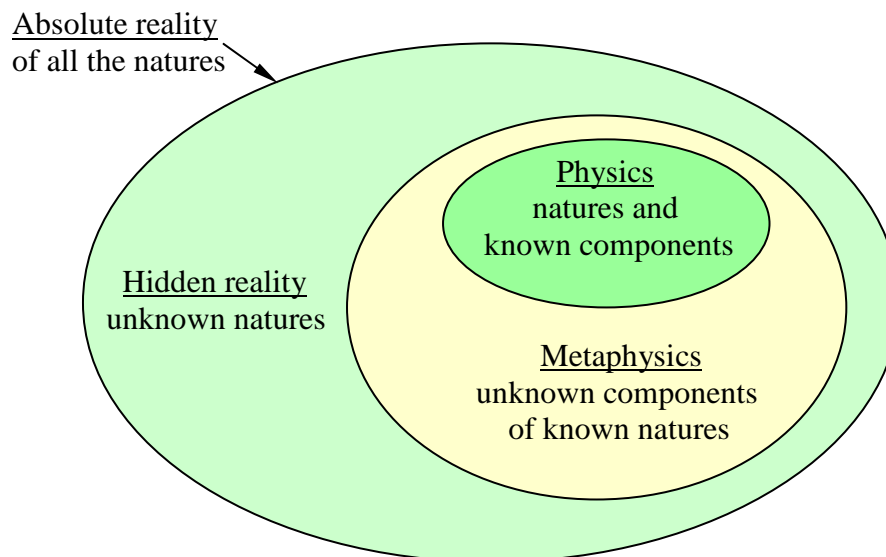 Absolute reality
of all the natures
Physics
natures and
known components
Hidden reality
unknown natures
Metaphysics
unknown components
of known natures